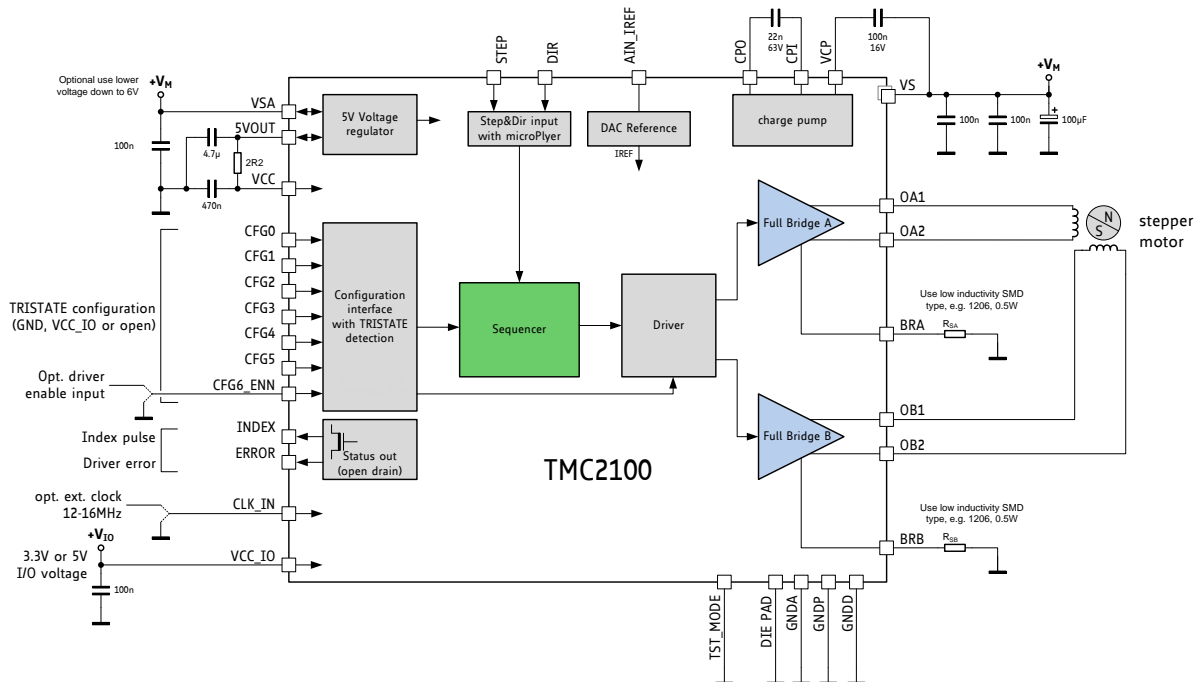 STEP
DIR
AIN_IREF
CPO
22n
63V
CPI
VCP
100n
16V
Optional use lower
voltage down to 6V
+VM
VSA
5VOUT
100n
4.7µ
2R2
VCC
470n
5V Voltage
regulator
Step&Dir input
with microPlyer
DAC Reference
IREF
charge pump
VS
+VM
100n
100n
+
100µF
TRISTATE configuration
(GND, VCC_IO or open)
CFG0
CFG1
CFG2
CFG3
CFG4
CFG5
CFG6_ENN
Opt. driver
enable input
Configuration
interface
with TRISTATE
detection
Sequencer
Driver
Full Bridge A
OA1
OA2
N
S
stepper
motor
Use low inductivity SMD
type, e.g. 1206, 0.5W
BRA
RSA
Full Bridge B
OB1
OB2
Use low inductivity SMD
type, e.g. 1206, 0.5W
BRB
RSB
Index pulse
Driver error
INDEX
ERROR
Status out
(open drain)
TMC2100
opt. ext. clock
12-16MHz
CLK_IN
+VIO
3.3V or 5V
I/O voltage
VCC_IO
100n
TST_MODE
DIE PAD
GNDA
GNDP
GNDD